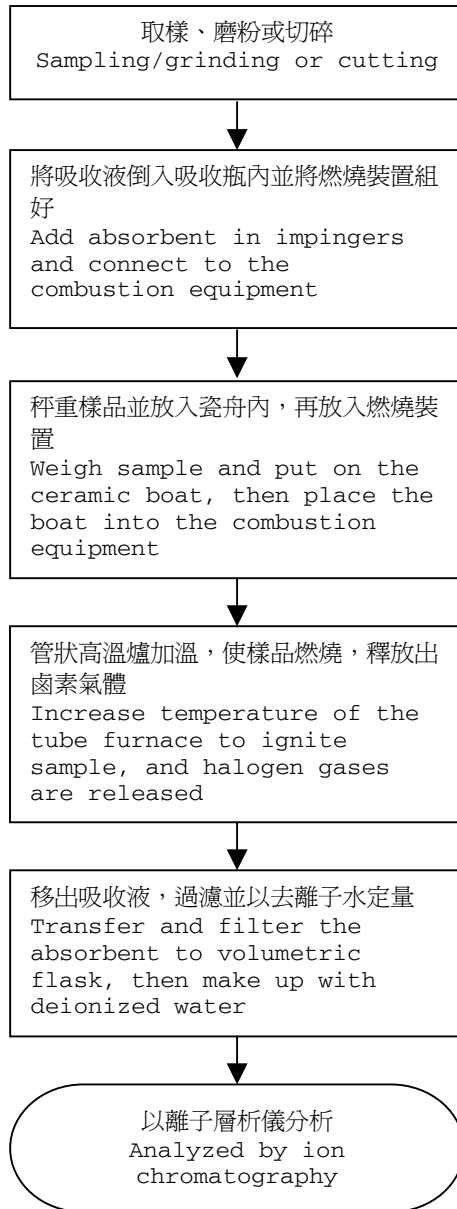 取樣、磨粉或切碎
Sampling/grinding or cutting
將吸收液倒入吸收瓶內並將燃燒裝置組
好
Add absorbent in impingers
and connect to the
combustion equipment
秤重樣品並放入瓷舟內，再放入燃燒裝
置
Weigh sample and put on the
ceramic boat, then place the
boat into the combustion
equipment
管狀高溫爐加溫，使樣品燃燒，釋放出
鹵素氣體
Increase temperature of the
tube furnace to ignite
sample, and halogen gases
are released
移出吸收液，過濾並以去離子水定量
Transfer and filter the
absorbent to volumetric
flask, then make up with
deionized water
以離子層析儀分析
Analyzed by ion
chromatography